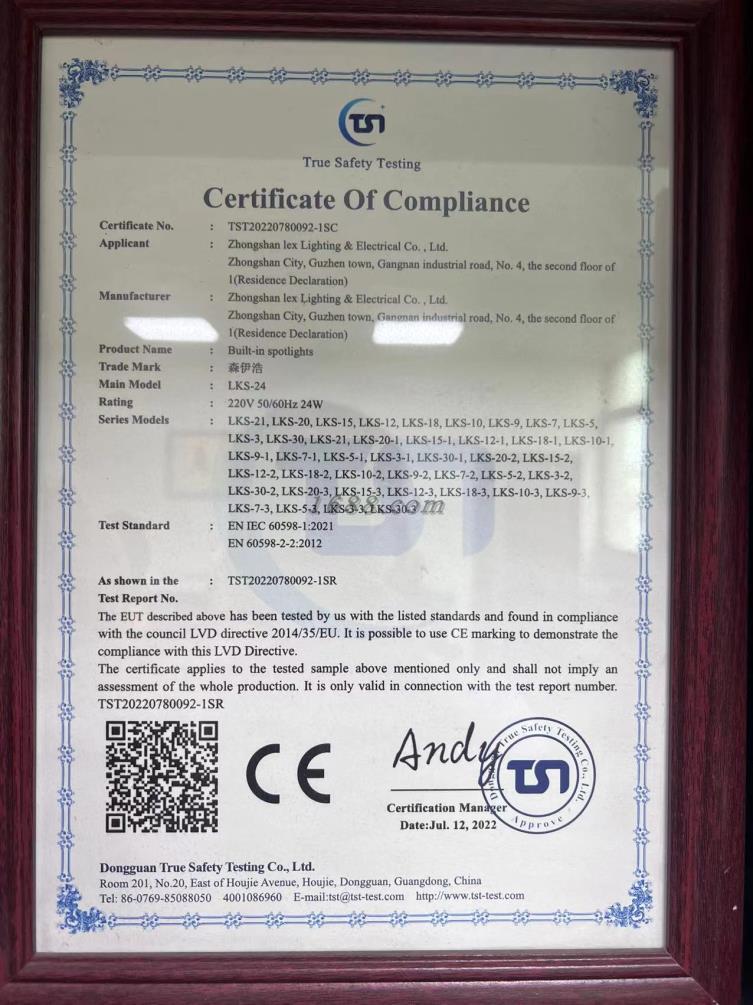 TST
True Safety Testing
Certificate Of Compliance
Certificate No. : TST20220780092-1SC
Applicant : Zhongshan lex Lighting & Electrical Co. , Ltd.
Zhongshan City, Guzhen town, Gangnan industrial road, No. 4, the second floor of
1(Residence Declaration)
Manufacturer : Zhongshan lex Lighting & Electrical Co. , Ltd.
Zhongshan City, Guzhen town, Gangnan industrial road, No. 4, the second floor of
1(Residence Declaration)
Product Name : Built-in spotlights
Trade Mark : 森伊浩
Main Model : LKS-24
Rating : 220V 50/60Hz 24W
Series Models : LKS-21, LKS-20, LKS-15, LKS-12, LKS-18, LKS-10, LKS-9, LKS-7, LKS-5,
LKS-3, LKS-30, LKS-21, LKS-20-1, LKS-15-1, LKS-12-1, LKS-18-1, LKS-10-1,
LKS-9-1, LKS-7-1, LKS-5-1, LKS-3-1, LKS-30-1, LKS-20-2, LKS-15-2,
LKS-12-2, LKS-18-2, LKS-10-2, LKS-9-2, LKS-7-2, LKS-5-2, LKS-3-2,
LKS-30-2, LKS-20-3, LKS-15-3, LKS-12-3, LKS-18-3, LKS-10-3, LKS-9-3,
LKS-7-3, LKS-5-3, LKS-3-3, LKS-30-3
1688.com
Test Standard : EN IEC 60598-1:2021
EN 60598-2-2:2012
As shown in the : TST20220780092-1SR
Test Report No.
The EUT described above has been tested by us with the listed standards and found in compliance
with the council LVD directive 2014/35/EU. It is possible to use CE marking to demonstrate the
compliance with this LVD Directive.
The certificate applies to the tested sample above mentioned only and shall not imply an
assessment of the whole production. It is only valid in connection with the test report number.
TST20220780092-1SR
CE
Andy
Dongguan True Safety Testing Co., Ltd.
TST
Approve
Certification Manager
Date:Jul. 12, 2022
Dongguan True Safety Testing Co., Ltd.
Room 201, No.20, East of Houjie Avenue, Houjie, Dongguan, Guangdong, China
Tel: 86-0769-85088050 4001086960 E-mail:tst@tst-test.com http://www.tst-test.com